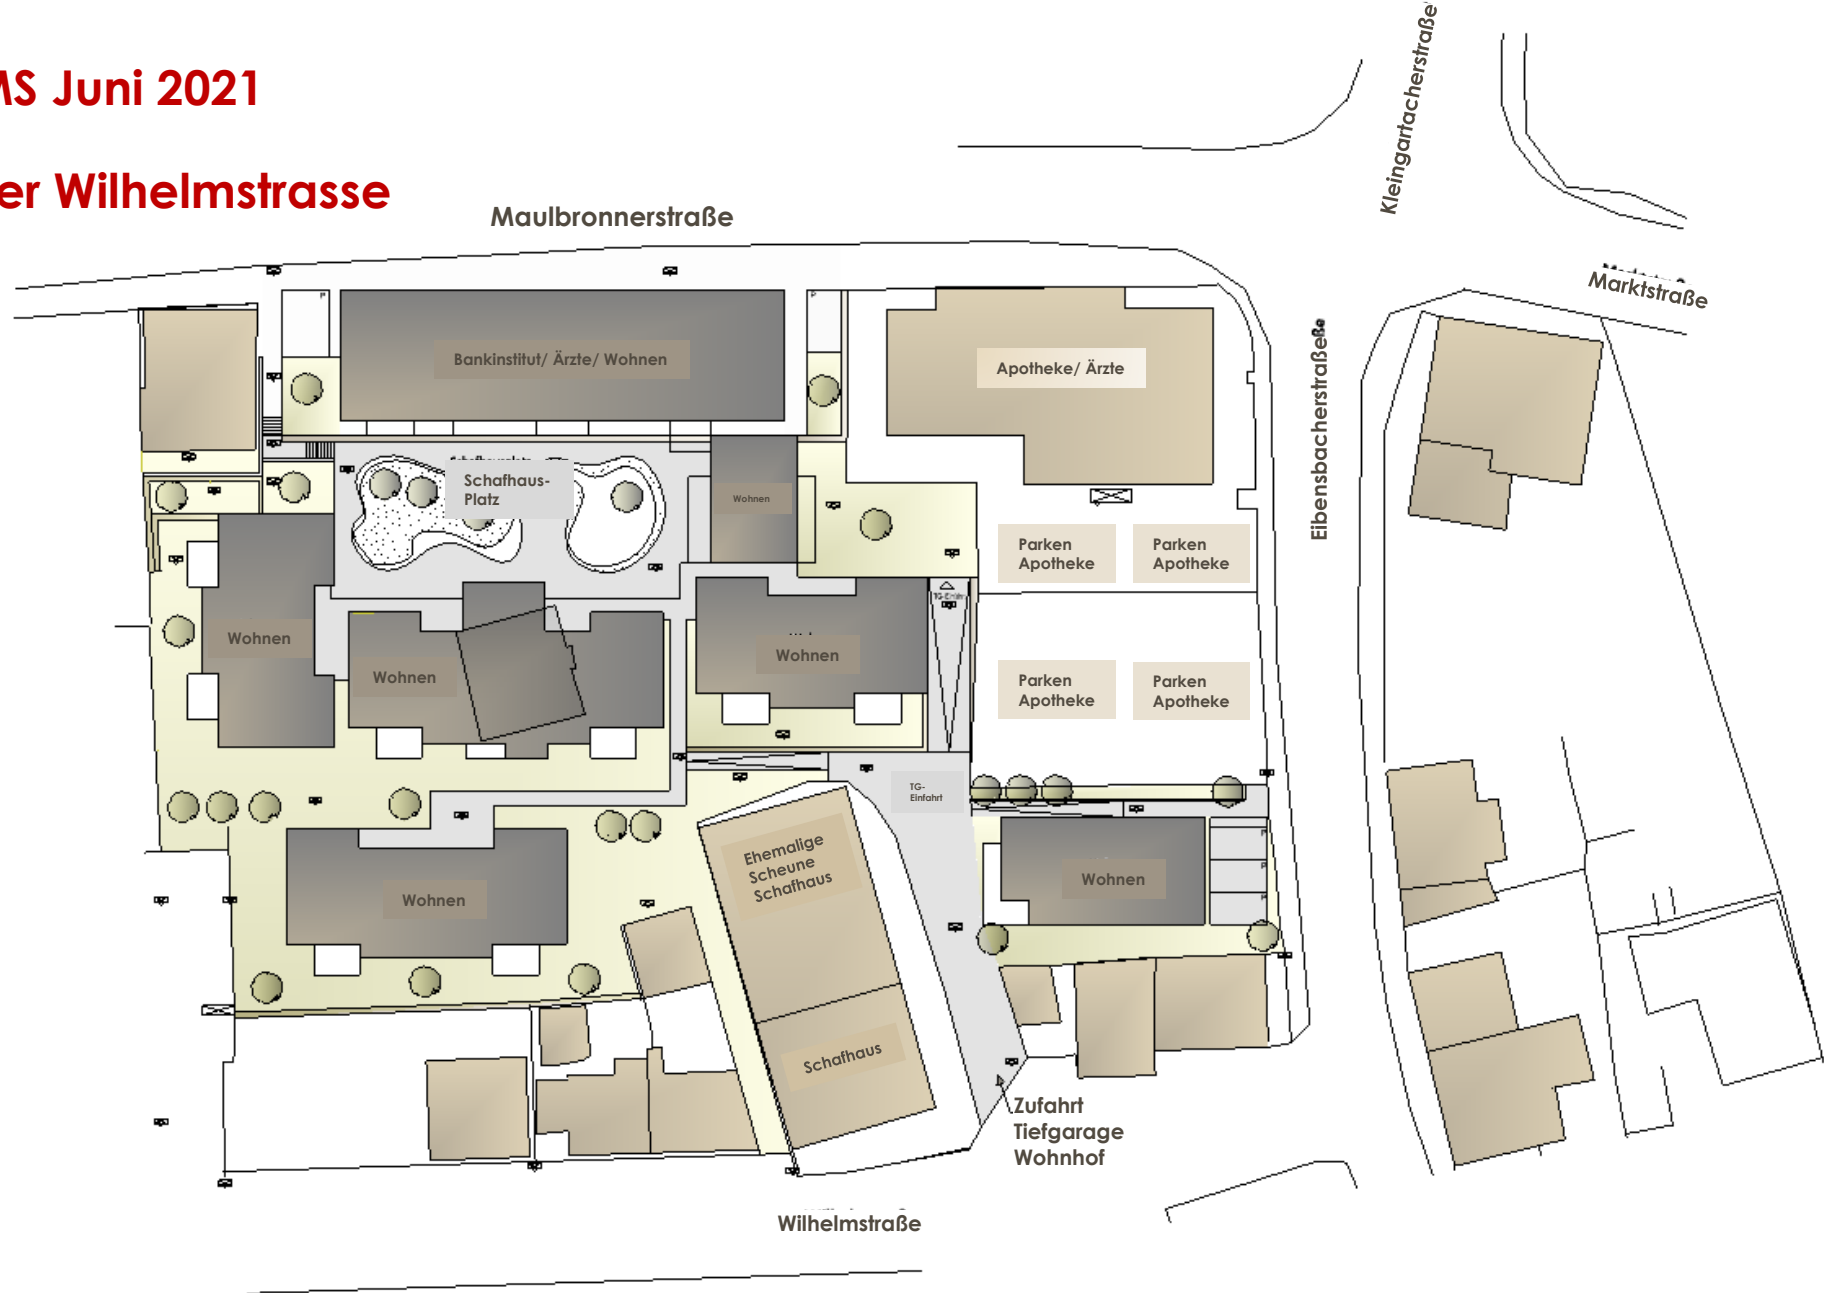 MS Juni 2021
er Wilhelmstrasse
Maulbronnerstraße
Kleingartacherstraße
Marktstraße
Eibensbacherstraße
Bankinstitut/ Ärzte/ Wohnen
Apotheke/ Ärzte
Schafhaus-
Platz
Wohnen
Parken
Apotheke
Parken
Apotheke
Wohnen
Wohnen
Wohnen
Parken
Apotheke
Parken
Apotheke
TG-
Einfahrt
Ehemalige
Scheune
Schafhaus
Wohnen
Wohnen
Schafhaus
Zufahrt
Tiefgarage
Wohnhof
Wilhelmstraße